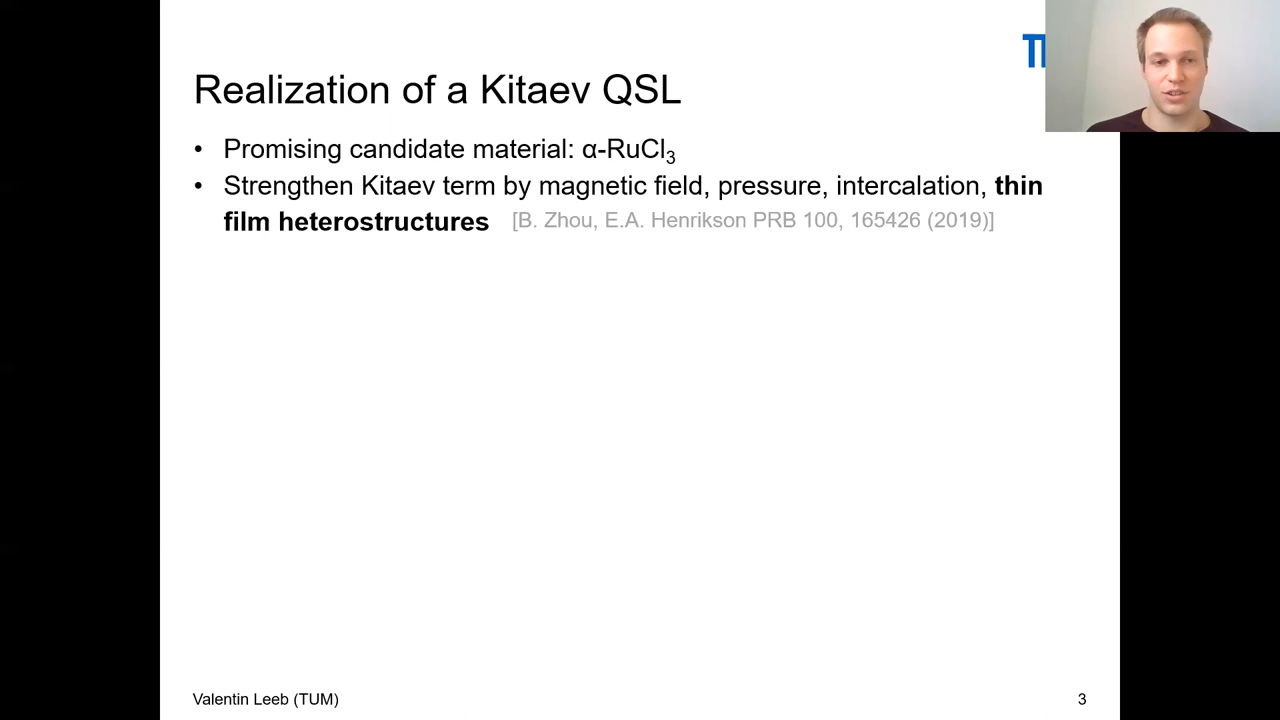 Realization of a Kitaev QSL
• Promising candidate material: α-RuCl₃
• Strengthen Kitaev term by magnetic field, pressure, intercalation, thin
film heterostructures [B. Zhou, E.A. Henrikson PRB 100, 165426 (2019)]
Valentin Leeb (TUM) 3